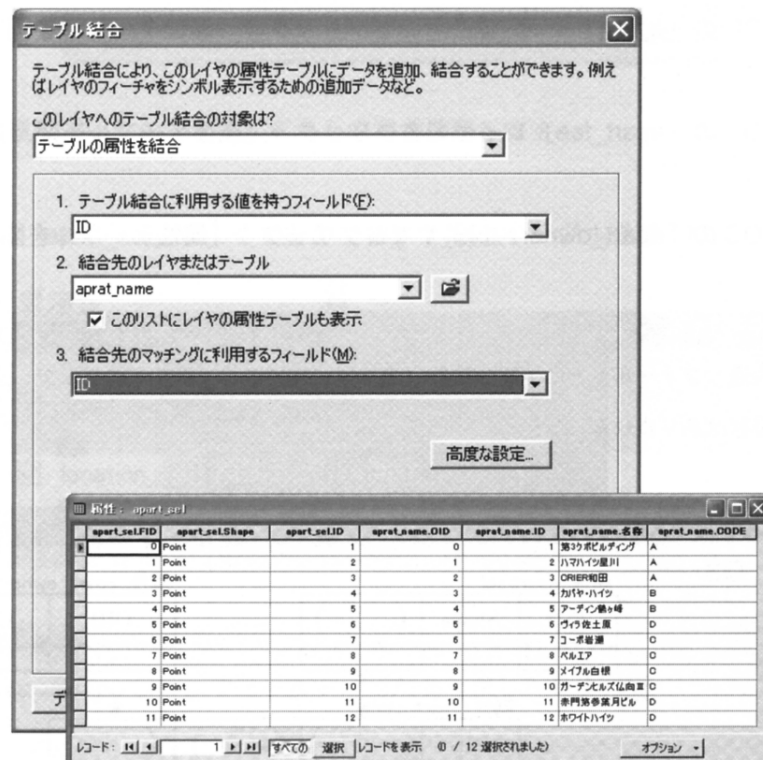 テーブル結合
テーブル結合により、このレイヤの属性テーブルにデータを追加、結合することができます。例え
ばレイヤのフィーチャをシンボル表示するための追加データなど。
このレイヤへのテーブル結合の対象は?
テーブルの属性を結合
1. テーブル結合に利用する値を持つフィールド(F):
ID
2. 結合先のレイヤまたはテーブル
aprat_name
このリストにレイヤの属性テーブルも表示
3. 結合先のマッチングに利用するフィールド(M):
ID
高度な設定...
属性: apart_sel
apart_sel.FID apart_sel.Shape apart_sel.ID aprat_name.OID aprat_name.ID aprat_name.名称 aprat_name.CODE
0 Point 1 0 1 第3クボビルディング A
1 Point 2 1 2 ハマハイツ星川 A
2 Point 3 2 3 CRIER和田 A
3 Point 4 3 4 カパヤ・ハイツ B
4 Point 5 4 5 アーディン鶴ヶ峰 B
5 Point 6 5 6 ヴィラ佐土原 D
6 Point 7 6 7 コーポ岩瀬 C
7 Point 8 7 8 ベルエア C
8 Point 9 8 9 メイプル白根 C
9 Point 10 9 10 ガーデンヒルズ仏向Ⅲ C
10 Point 11 10 11 赤門第参葉月ビル D
11 Point 12 11 12 ホワイトハイツ D
デ
レコード: 1 すべての 選択 レコードを表示 (0 / 12 選択されました) オプション